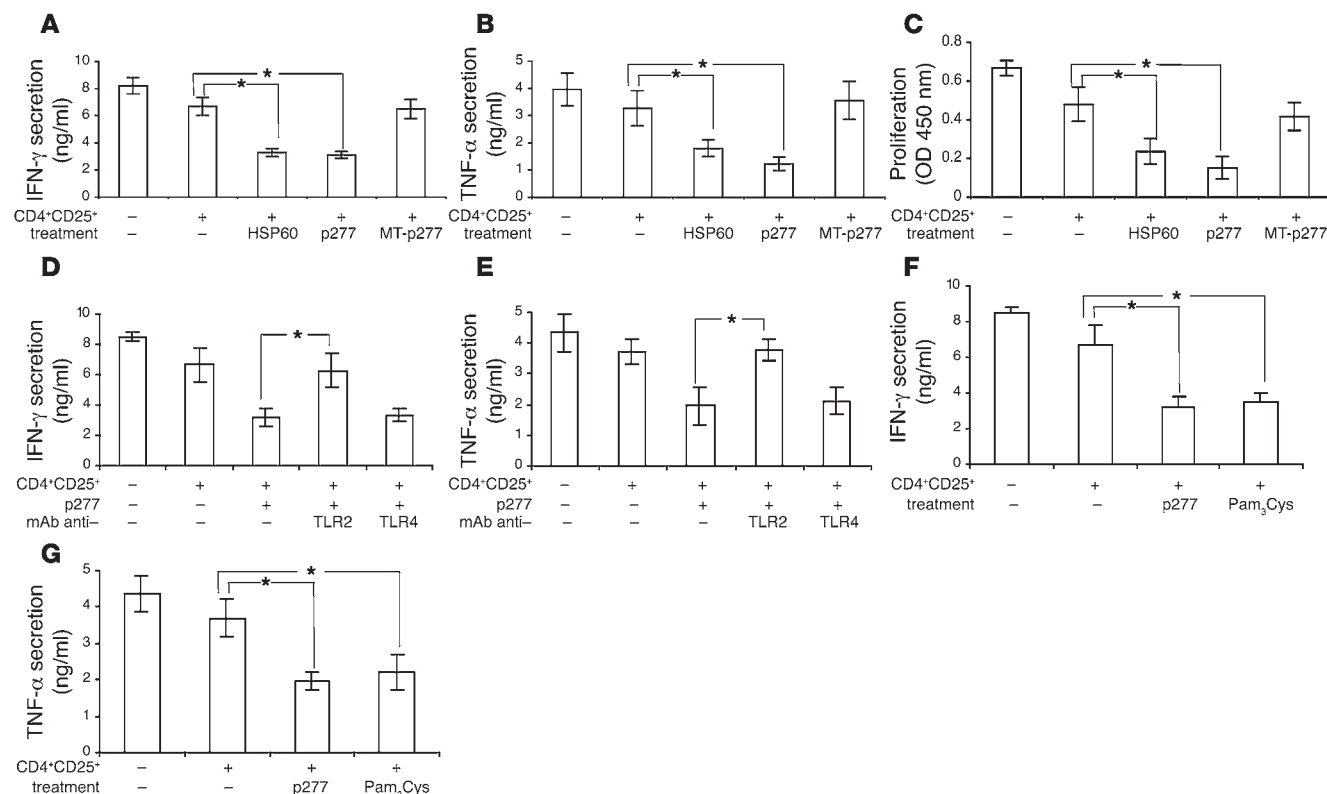 A
IFN-γ secretion
(ng/ml)
10
8
6
4
2
0
* *
CD4⁺CD25⁺ – + + + +
treatment – – HSP60 p277 MT-p277
B
TNF-α secretion
(ng/ml)
5
4
3
2
1
0
* *
CD4⁺CD25⁺ – + + + +
treatment – – HSP60 p277 MT-p277
C
Proliferation
(OD 450 nm)
0.8
0.6
0.4
0.2
0
* *
CD4⁺CD25⁺ – + + + +
treatment – – HSP60 p277 MT-p277
D
IFN-γ secretion
(ng/ml)
10
8
6
4
2
0
*
CD4⁺CD25⁺ – + + + +
p277 – – + + +
mAb anti– – – – TLR2 TLR4
E
TNF-α secretion
(ng/ml)
5
4
3
2
1
0
*
CD4⁺CD25⁺ – + + + +
p277 – – + + +
mAb anti– – – – TLR2 TLR4
F
IFN-γ secretion
(ng/ml)
10
8
6
4
2
0
* *
CD4⁺CD25⁺ – + + +
treatment – – p277 Pam₃Cys
G
TNF-α secretion
(ng/ml)
5
4
3
2
1
0
* *
CD4⁺CD25⁺ – + + +
treatment – – p277 Pam₃Cys